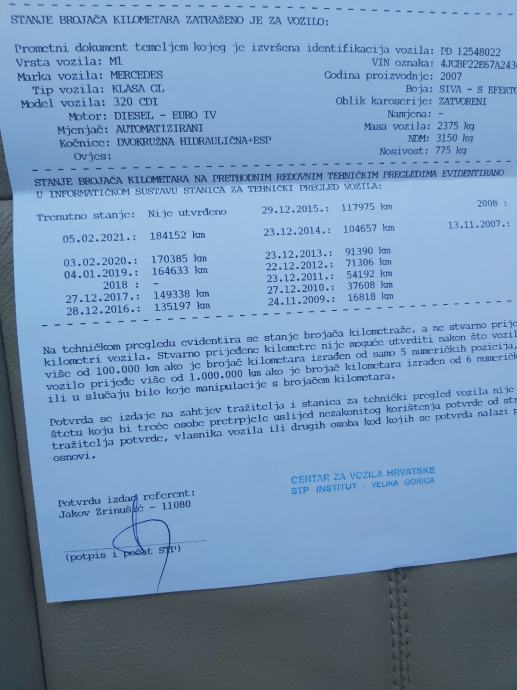 STANJE BROJAČA KILOMETARA ZATRAŽENO JE ZA VOZILO:
Prometni dokument temeljem kojeg je izvršena identifikacija vozila: PD 12548022
Vrsta vozila: M1
VIN oznaka: 4JGBF22E67A243
Marka vozila: MERCEDES
Godina proizvodnje: 2007
Tip vozila: KLASA GL
Boja: SIVA - S EFEKTO
Model vozila: 320 CDI
Oblik karoserije: ZATVORENI
Motor: DIESEL - EURO IV
Namjena: -
Mjenjač: AUTOMATIZIRANI
Masa vozila: 2375 kg
Kočnice: DVOKRUŽNA HIDRAULIČNA+ESP
NDM: 3150 kg
Ovjes:
Nosivost: 775 kg
STANJE BROJAČA KILOMETARA NA PRETHODNIM REDOVNIM TEHNIČKIM PREGLEDIMA EVIDENTIRANO
U INFORMATIČKOM SUSTAVU STANICA ZA TEHNIČKI PREGLED VOZILA:
Trenutno stanje: Nije utvrđeno 29.12.2015.: 117975 km 2008 :
05.02.2021.: 184152 km 23.12.2014.: 104657 km 13.11.2007.:
03.02.2020.: 170385 km 23.12.2013.: 91390 km
04.01.2019.: 164633 km 22.12.2012.: 71306 km
2018 : - 23.12.2011.: 54192 km
27.12.2017.: 149338 km 27.12.2010.: 37608 km
28.12.2016.: 135197 km 24.11.2009.: 16818 km
Na tehničkom pregledu evidentira se stanje brojača kilometraže, a ne stvarno prije
kilometri vozila. Stvarno prijeđene kilometre nije moguće utvrditi nakon što vozil
više od 100.000 km ako je brojač kilometara izrađen od samo 5 numeričkih pozicija,
vozilo prijeđe više od 1.000.000 km ako je brojač kilometara izrađen od 6 numerič
ili u slučaju bilo koje manipulacije s brojačem kilometara.
Potvrda se izdaje na zahtjev tražitelja i stanica za tehnički pregled vozila nije
štetu koju bi treće osobe pretrpjele uslijed nezakonitog korištenja potvrde od str
tražitelja potvrde, vlasnika vozila ili drugih osoba kod kojih se potvrda nalazi p
osnovi.
CENTAR ZA VOZILA HRVATSKE
STP INSTITUT - VELIKA GORICA
Potvrdu izdao referent:
Jakov Zrinušić - 11080
(potpis i pečat STP)